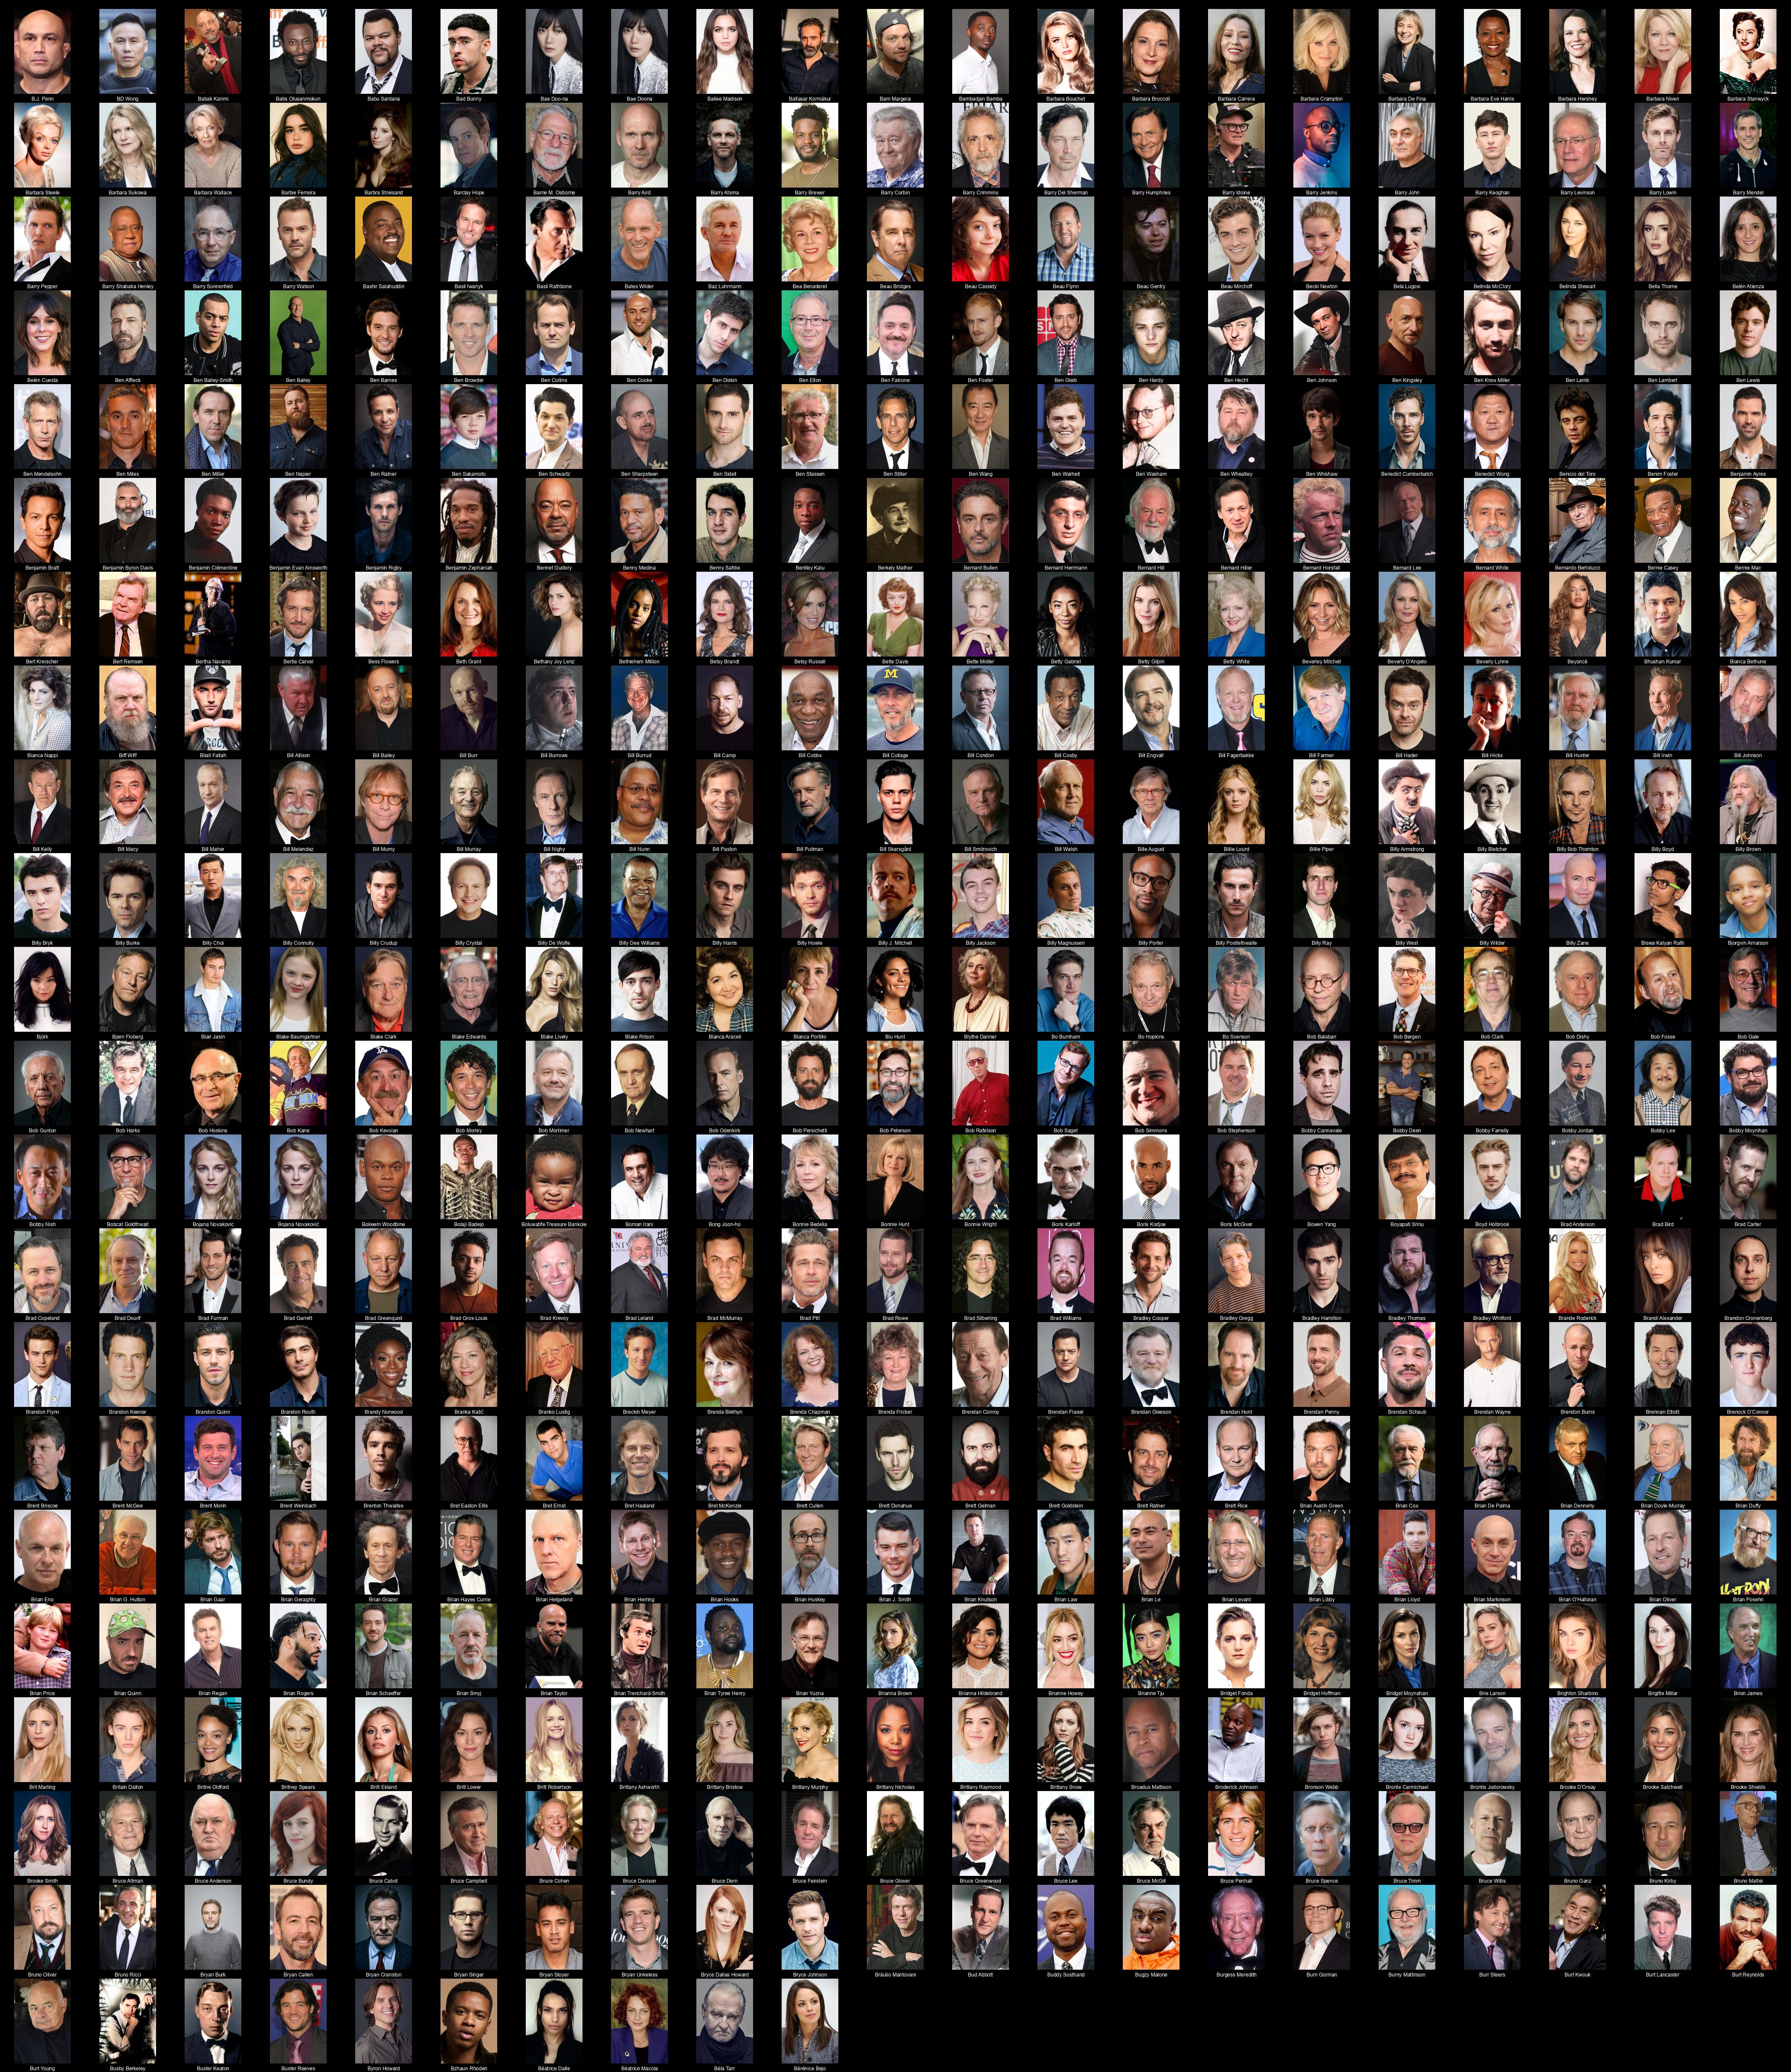 B.J. Penn BD Wong Babak Karimi Babs Olusanmokun Babu Santana Bad Bunny Bae Doo-na Bae Doona Bailee Madison Baltasar Kormákur Bam Margera Bambadjan Bamba Barbara Bouchet Barbara Broccoli Barbara Carrera Barbara Crampton Barbara De Fina Barbara Eve Harris Barbara Hershey Barbara Niven Barbara Stanwyck
Barbara Steele Barbara Sukowa Barbara Wallace Barbie Ferreira Barbra Streisand Barclay Hope Barrie M. Osborne Barry Aird Barry Atsma Barry Brewer Barry Corbin Barry Crimmins Barry Del Sherman Barry Humphries Barry Idoine Barry Jenkins Barry John Barry Keoghan Barry Levinson Barry Lowin Barry Mendel
Barry Pepper Barry Shabaka Henley Barry Sonnenfeld Barry Watson Bashir Salahuddin Basil Iwanyk Basil Rathbone Bates Wilder Baz Luhrmann Bea Benaderet Beau Bridges Beau Cassidy Beau Flynn Beau Gentry Beau Mirchoff Becki Newton Bela Lugosi Belinda McClory Belinda Stewart Bella Thorne Belén Atienza
Belén Cuesta Ben Affleck Ben Bailey-Smith Ben Bailey Ben Barnes Ben Browder Ben Collins Ben Cooke Ben Diskin Ben Elton Ben Falcone Ben Foster Ben Gleib Ben Hardy Ben Hecht Ben Johnson Ben Kingsley Ben Knox Miller Ben Lamb Ben Lambert Ben Lewis
Ben Mendelsohn Ben Miles Ben Miller Ben Napier Ben Ratner Ben Sakamoto Ben Schwartz Ben Sharpsteen Ben Sidell Ben Stassen Ben Stiller Ben Wang Ben Warheit Ben Washam Ben Wheatley Ben Whishaw Benedict Cumberbatch Benedict Wong Benicio del Toro Benim Foster Benjamin Ayres
Benjamin Bratt Benjamin Byron Davis Benjamin Clémentine Benjamin Evan Ainsworth Benjamin Rigby Benjamin Zephaniah Bennet Guillory Benny Medina Benny Safdie Bentley Kalu Berkely Mather Bernard Bullen Bernard Herrmann Bernard Hill Bernard Hiller Bernard Horsfall Bernard Lee Bernard White Bernardo Bertolucci Bernie Casey Bernie Mac
Bert Kreischer Bert Remsen Bertha Navarro Bertie Carvel Bess Flowers Beth Grant Bethany Joy Lenz Bethlehem Million Betsy Brandt Betsy Russell Bette Davis Bette Midler Betty Gabriel Betty Gilpin Betty White Beverley Mitchell Beverly D'Angelo Beverly Lynne Beyoncé Bhushan Kumar Bianca Bethune
Bianca Nappi Biff Wiff Bilall Fallah Bill Allison Bill Bailey Bill Burr Bill Burrows Bill Burrud Bill Camp Bill Cobbs Bill Collage Bill Condon Bill Cosby Bill Engvall Bill Fagerbakke Bill Farmer Bill Hader Bill Hicks Bill Hunter Bill Irwin Bill Johnson
Bill Kelly Bill Macy Bill Maher Bill Melendez Bill Mumy Bill Murray Bill Nighy Bill Nunn Bill Paxton Bill Pullman Bill Skarsgård Bill Smitrovich Bill Walsh Bille August Billie Lourd Billie Piper Billy Armstrong Billy Bletcher Billy Bob Thornton Billy Boyd Billy Brown
Billy Bryk Billy Burke Billy Choi Billy Connolly Billy Crudup Billy Crystal Billy De Wolfe Billy Dee Williams Billy Harris Billy Howle Billy J. Mitchell Billy Jackson Billy Magnussen Billy Porter Billy Postlethwaite Billy Ray Billy West Billy Wilder Billy Zane Biswa Kalyan Rath Bjorgvin Arnarson
Björk Bjørn Floberg Blair Jasin Blake Baumgartner Blake Clark Blake Edwards Blake Lively Blake Ritson Blanca Araceli Blanca Portillo Blu Hunt Blythe Danner Bo Burnham Bo Hopkins Bo Svenson Bob Balaban Bob Bergen Bob Clark Bob Dishy Bob Fosse Bob Gale
Bob Gunton Bob Harks Bob Hoskins Bob Kane Bob Kevoian Bob Morley Bob Mortimer Bob Newhart Bob Odenkirk Bob Persichetti Bob Peterson Bob Rafelson Bob Saget Bob Simmons Bob Stephenson Bobby Cannavale Bobby Deen Bobby Farrelly Bobby Jordan Bobby Lee Bobby Moynihan
Bobby Nish Bobcat Goldthwait Bojana Novakovic Bojana Novaković Bokeem Woodbine Bolaji Badejo Boluwatife Treasure Bankole Boman Irani Bong Joon-ho Bonnie Bedelia Bonnie Hunt Bonnie Wright Boris Karloff Boris Kodjoe Boris McGiver Bowen Yang Boyapati Srinu Boyd Holbrook Brad Anderson Brad Bird Brad Carter
Brad Copeland Brad Dourif Brad Furman Brad Garrett Brad Greenquist Brad Gros-Louis Brad Krevoy Brad Leland Brad McMurray Brad Pitt Brad Rowe Brad Silberling Brad Williams Bradley Cooper Bradley Gregg Bradley Hamilton Bradley Thomas Bradley Whitford Brande Roderick Brandi Alexander Brandon Cronenberg
Brandon Flynn Brandon Keener Brandon Quinn Brandon Routh Brandy Norwood Branka Katić Branko Lustig Breckin Meyer Brenda Blethyn Brenda Chapman Brenda Fricker Brendan Conroy Brendan Fraser Brendan Gleeson Brendan Hunt Brendan Penny Brendan Schaub Brendan Wayne Brendon Burns Brennan Elliott Brenock O'Connor
Brent Briscoe Brent McGee Brent Morin Brent Weinbach Brenton Thwaites Bret Easton Ellis Bret Ernst Bret Haaland Bret McKenzie Brett Cullen Brett Donahue Brett Gelman Brett Goldstein Brett Ratner Brett Rice Brian Austin Green Brian Cox Brian De Palma Brian Dennehy Brian Doyle-Murray Brian Duffy
Brian Eno Brian G. Hutton Brian Gaar Brian Geraghty Brian Grazer Brian Hayes Currie Brian Helgeland Brian Herring Brian Hooks Brian Huskey Brian J. Smith Brian Knutson Brian Law Brian Le Brian Levant Brian Libby Brian Lloyd Brian Markinson Brian O'Halloran Brian Oliver Brian Posehn
Brian Price Brian Quinn Brian Regan Brian Rogers Brian Schaeffer Brian Smyj Brian Taylor Brian Trenchard-Smith Brian Tyree Henry Brian Yuzna Brianna Brown Brianna Hildebrand Brianne Howey Brianne Tju Bridget Fonda Bridget Hoffman Bridget Moynahan Brie Larson Brighton Sharbino Brigitte Millar Brion James
Brit Marling Britain Dalton Britne Oldford Britney Spears Britt Ekland Britt Lower Britt Robertson Brittany Ashworth Brittany Bristow Brittany Murphy Brittany Nicholas Brittany Raymond Brittany Snow Broadus Mattison Broderick Johnson Bronson Webb Bronté Carmichael Brontis Jodorowsky Brooke D'Orsay Brooke Satchwell Brooke Shields
Brooke Smith Bruce Altman Bruce Anderson Bruce Bundy Bruce Cabot Bruce Campbell Bruce Cohen Bruce Davison Bruce Dern Bruce Feirstein Bruce Glover Bruce Greenwood Bruce Lee Bruce McGill Bruce Penhall Bruce Spence Bruce Timm Bruce Willis Bruno Ganz Bruno Kirby Bruno Mattei
Bruno Oliver Bruno Ricci Bryan Burk Bryan Callen Bryan Cranston Bryan Singer Bryan Sloyer Bryan Unkeless Bryce Dallas Howard Bryce Johnson Bráulio Mantovani Bud Abbott Buddy Sosthand Bugzy Malone Burgess Meredith Burn Gorman Burny Mattinson Burr Steers Burt Kwouk Burt Lancaster Burt Reynolds
Burt Young Busby Berkeley Buster Keaton Buster Reeves Byron Howard Bzhaun Rhoden Béatrice Dalle Béatrice Macola Béla Tarr Bérénice Bejo